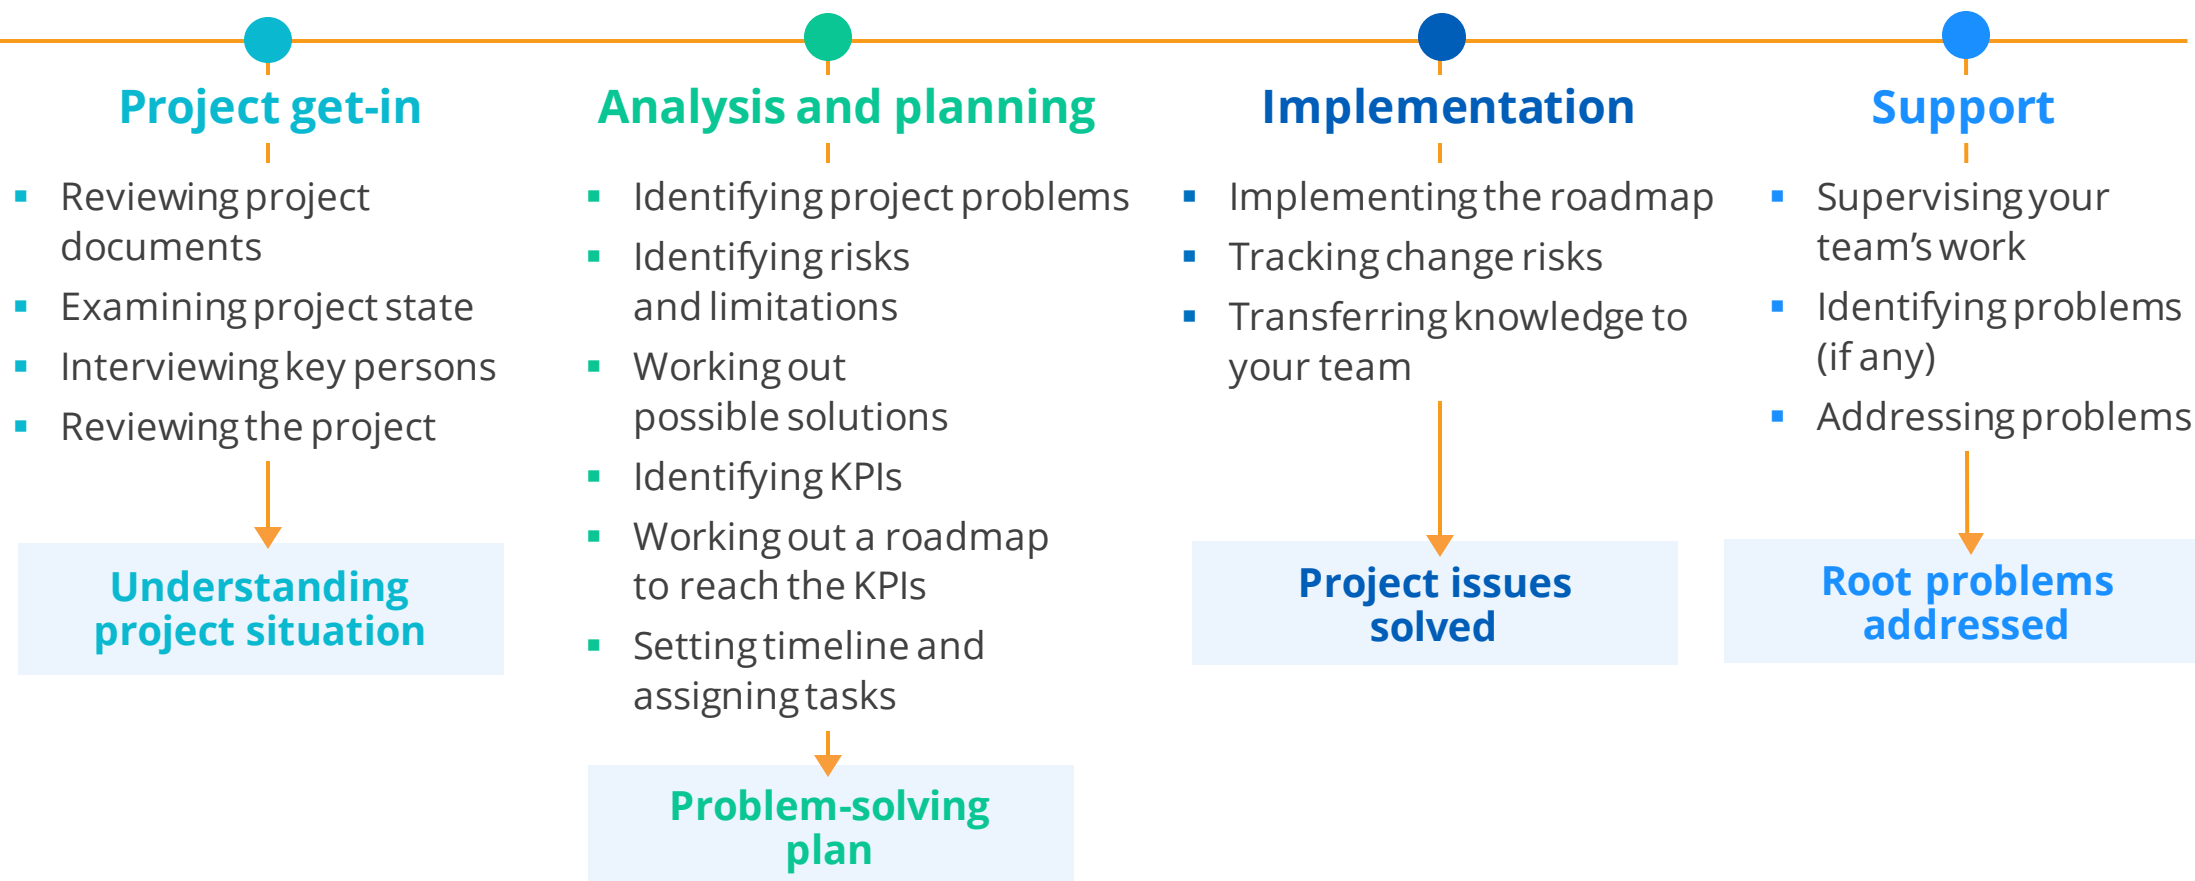 Project get-in
Reviewing project
documents
Examining project state
Interviewing key persons
Reviewing the project
Understanding
project situation
Analysis and planning
Identifying project problems
Identifying risks
and limitations
Working out
possible solutions
Identifying KPIs
Working out a roadmap
to reach the KPIs
Setting timeline and
assigning tasks
Problem-solving
plan
Implementation
Implementing the roadmap
Tracking change risks
Transferring knowledge to
your team
Project issues
solved
Support
Supervising your
team’s work
Identifying problems
(if any)
Addressing problems
Root problems
addressed